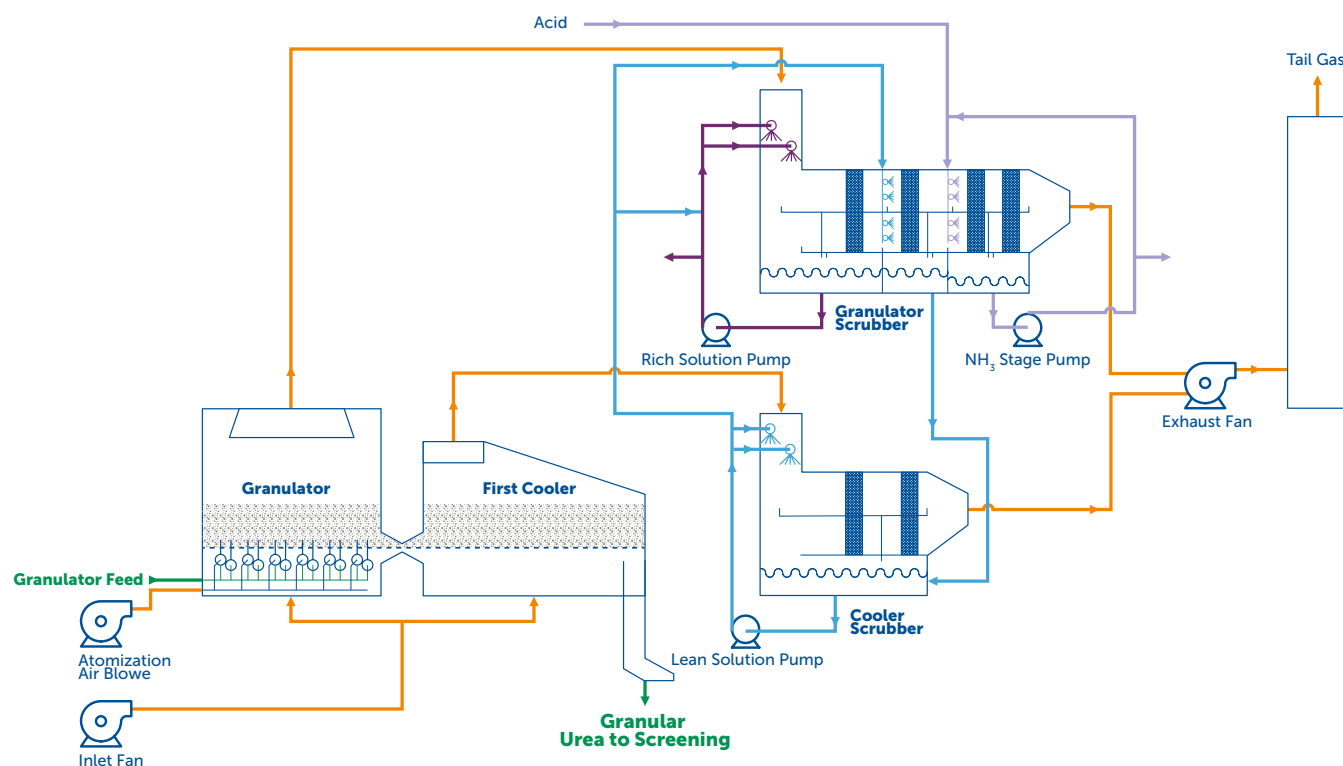 Acid
Tail Gas
Granulator
Scrubber
Rich Solution Pump
NH₃ Stage Pump
Exhaust Fan
Granulator
First Cooler
Granulator Feed
Atomization
Air Blowe
Cooler
Scrubber
Lean Solution Pump
Granular
Urea to Screening
Inlet Fan